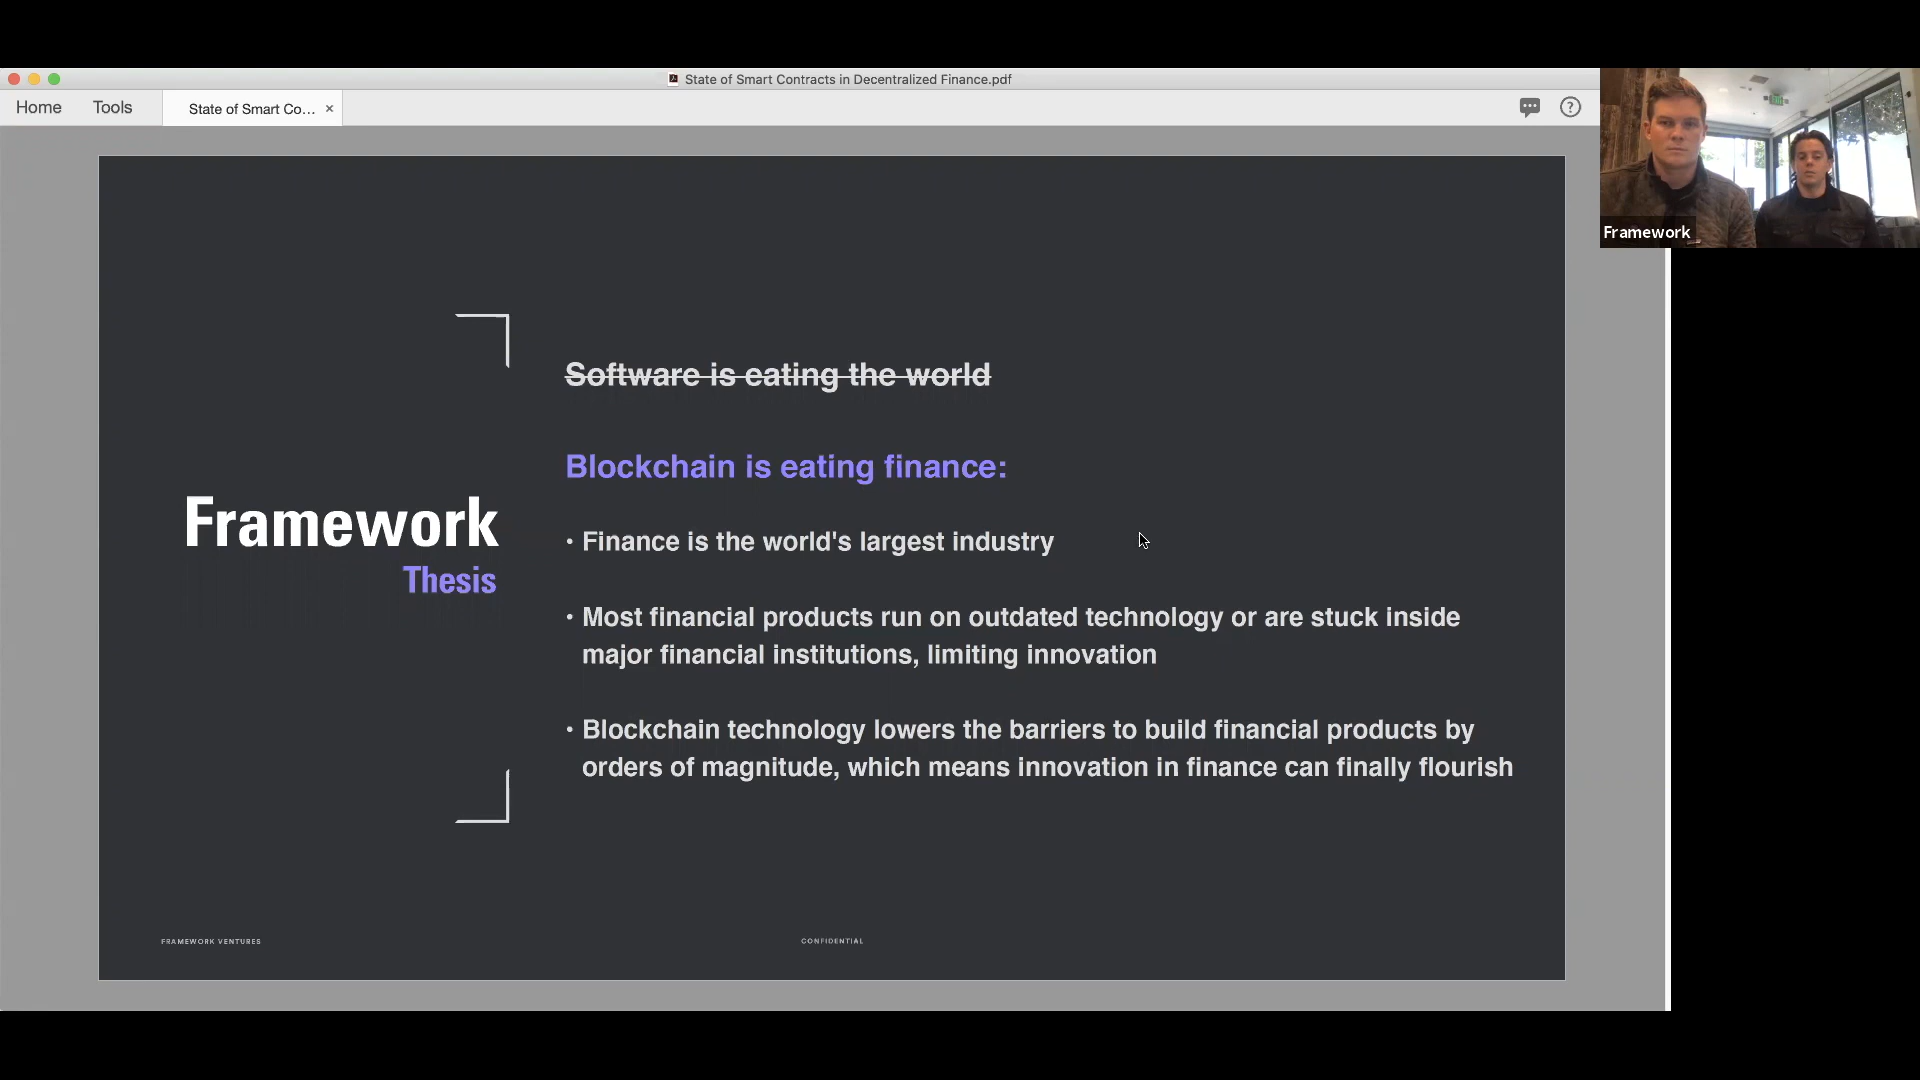 State of Smart Contracts in Decentralized Finance.pdf
Home
Tools
State of Smart Co...
Framework
Software is eating the world
Blockchain is eating finance:
Framework
Thesis
• Finance is the world's largest industry
• Most financial products run on outdated technology or are stuck inside
major financial institutions, limiting innovation
• Blockchain technology lowers the barriers to build financial products by
orders of magnitude, which means innovation in finance can finally flourish
FRAMEWORK VENTURES
CONFIDENTIAL